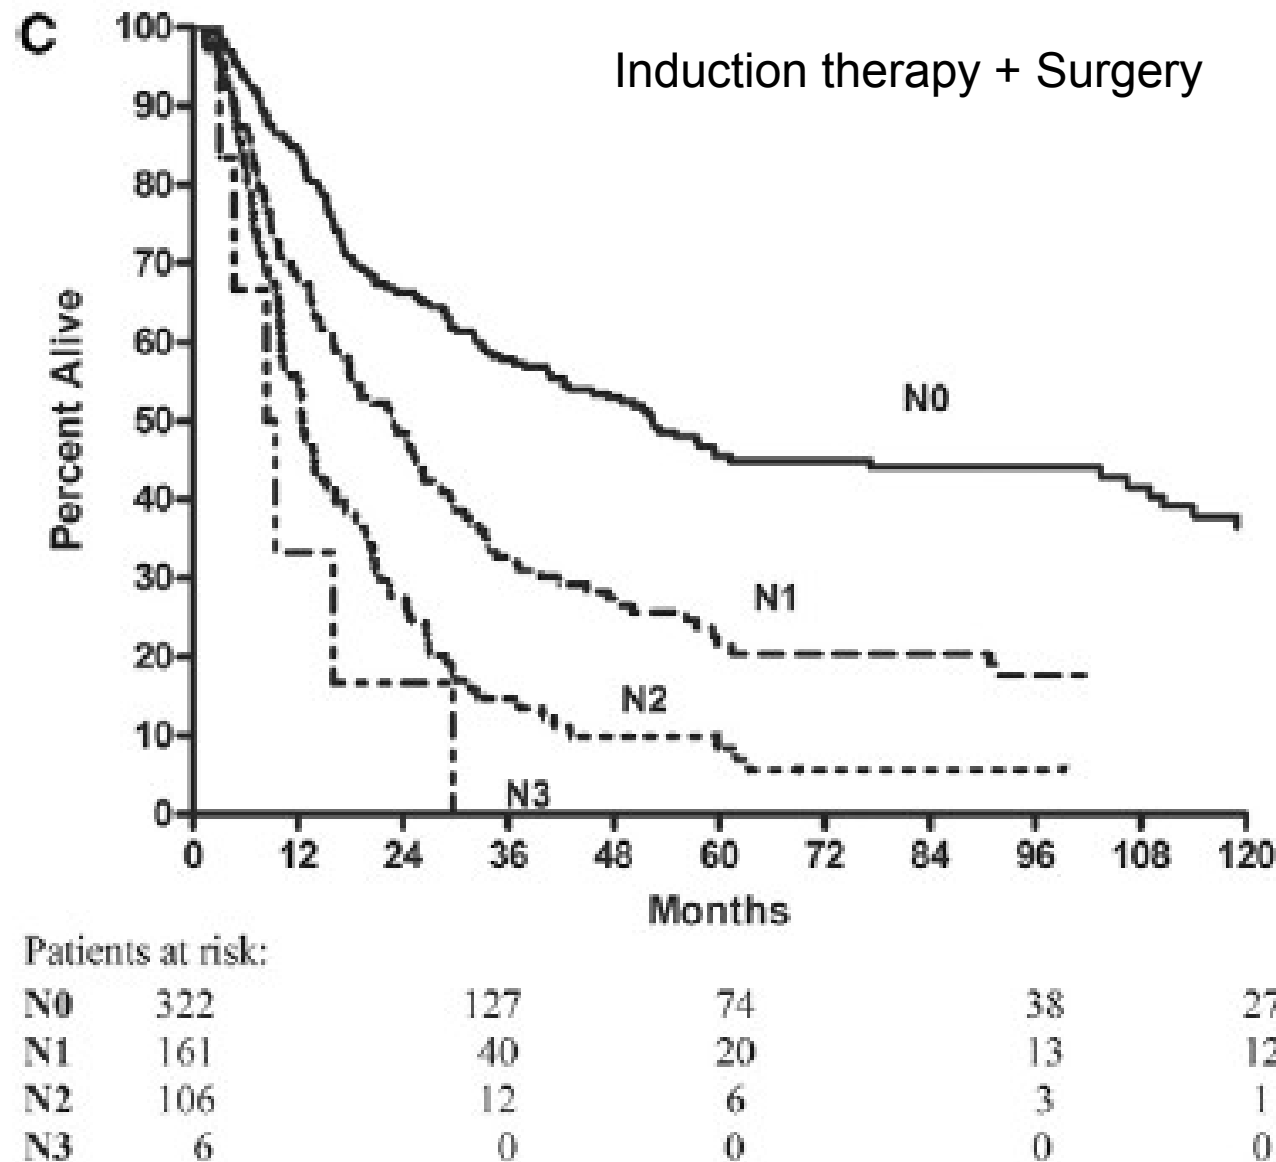 C
Induction therapy + Surgery
Percent Alive
100
90
80
70
60
50
40
30
20
10
0
N0
N1
N2
N3
0 12 24 36 48 60 72 84 96 108 120
Months
Patients at risk:
N0 322 127 74 38 27
N1 161 40 20 13 12
N2 106 12 6 3 1
N3 6 0 0 0 0